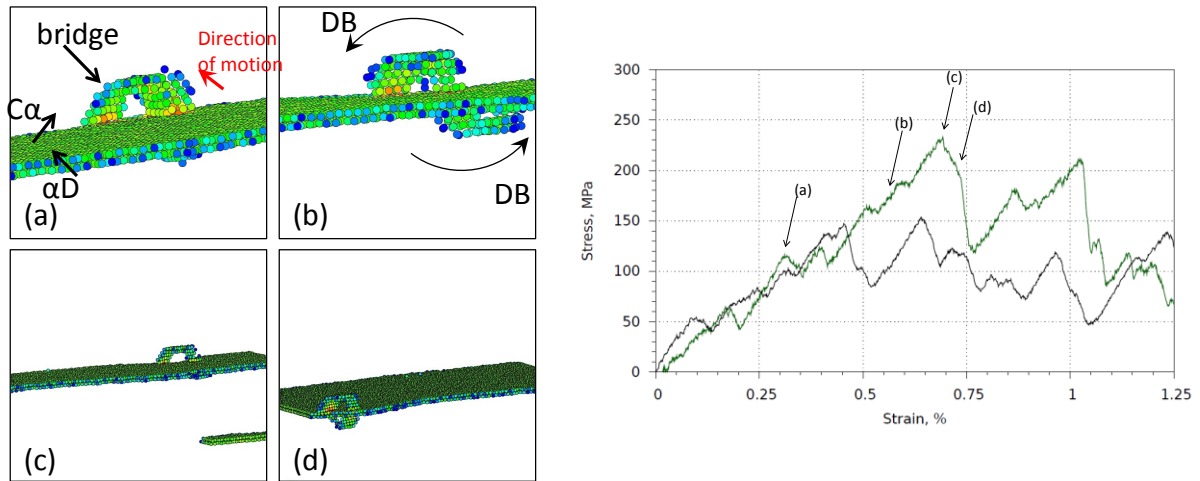 bridge
Direction
of motion
Cα
αD
(a)
DB
DB
(b)
(c)
(d)
300
250
200
150
100
50
0
Stress, MPa
(a)
(b)
(c)
(d)
0
0.25
0.5
0.75
1
1.25
Strain, %